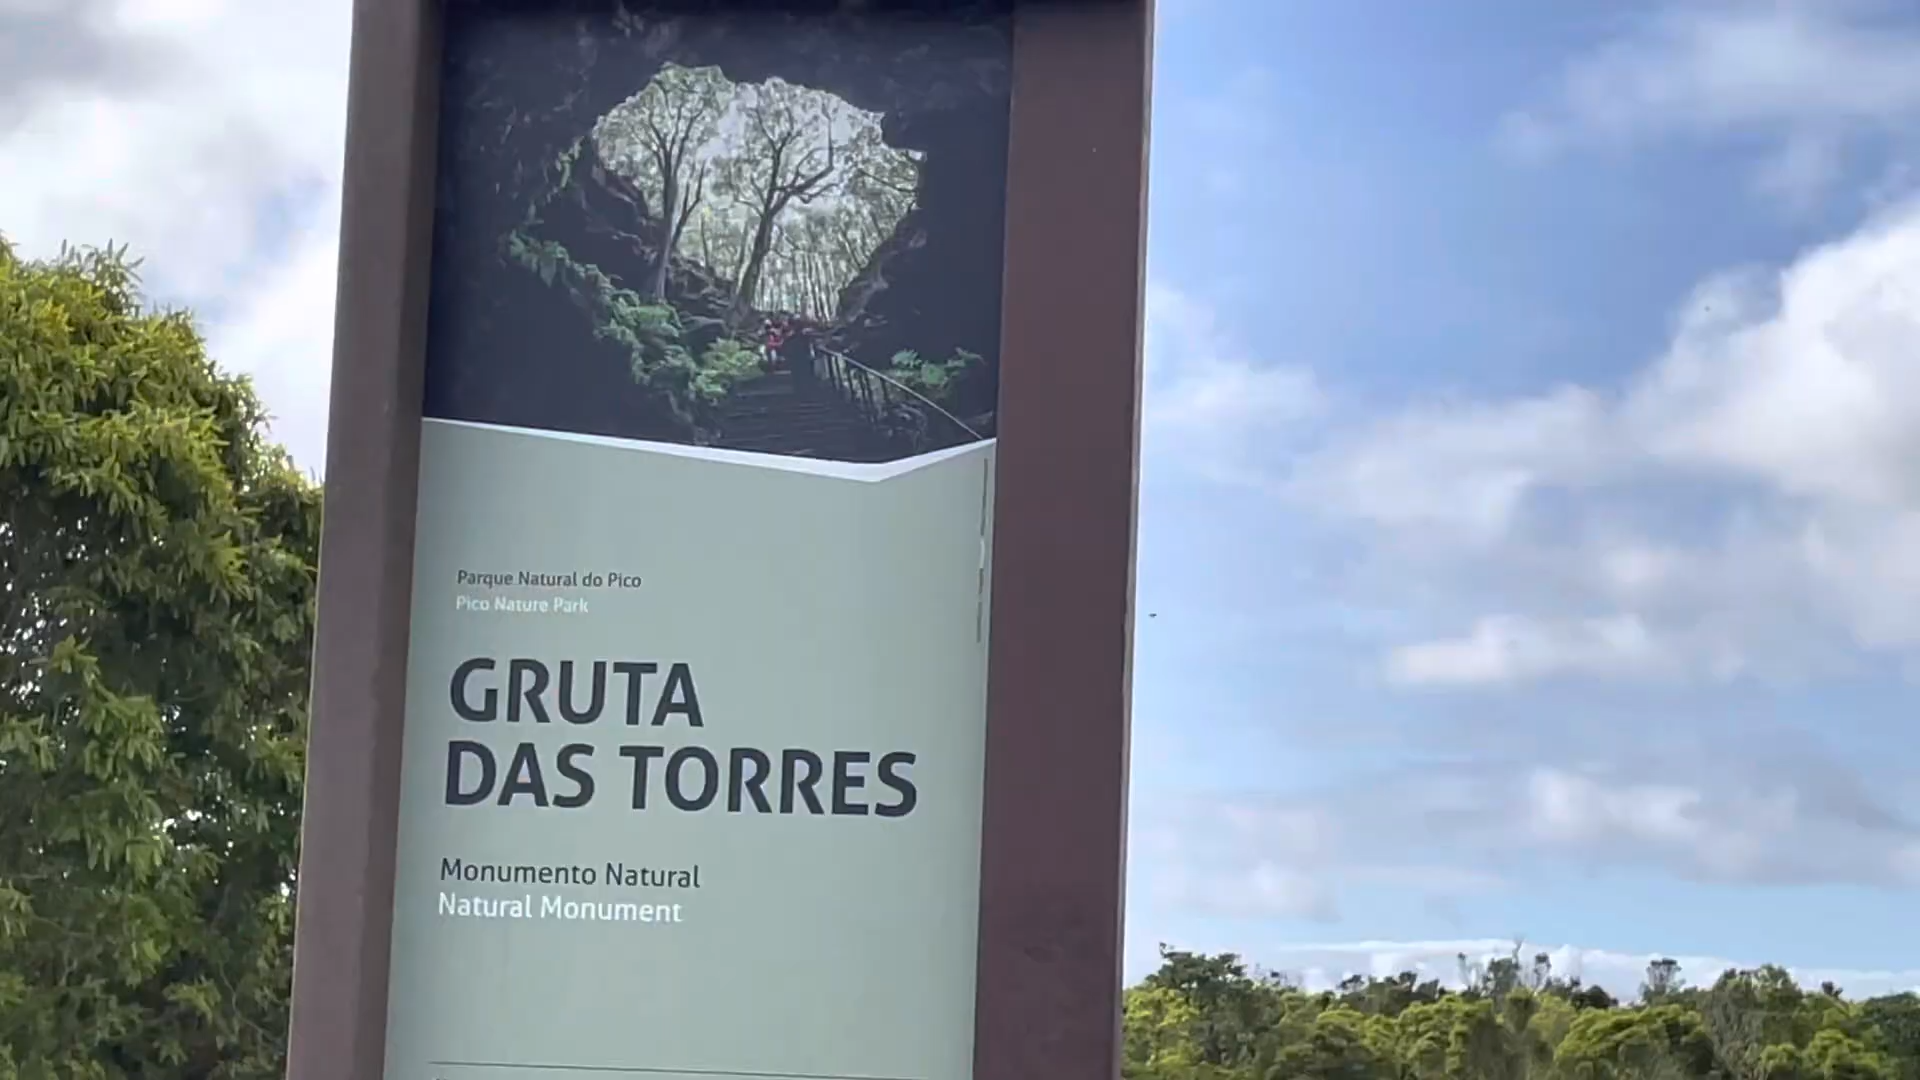 Parque Natural do Pico
Pico Nature Park
GRUTA
DAS TORRES
Monumento Natural
Natural Monument